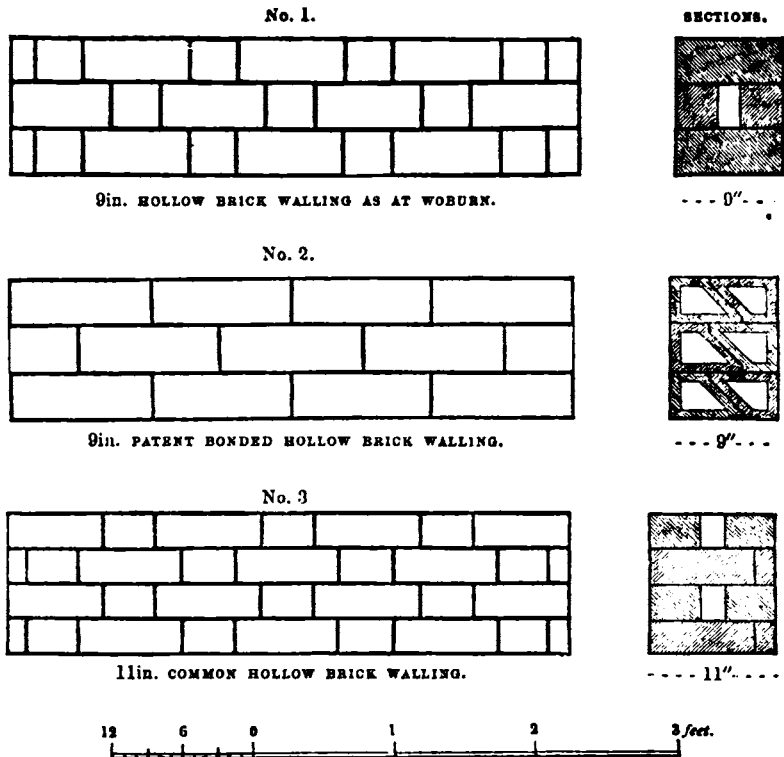 No. 1.
SECTIONS.
9in. HOLLOW BRICK WALLING AS AT WOBURN.
- - - 9" - - -
No. 2.
9in. PATENT BONDED HOLLOW BRICK WALLING.
- - - 9" - - -
No. 3
11in. COMMON HOLLOW BRICK WALLING.
- - - - 11" - - - -
12 6 0 1 2 3 feet.